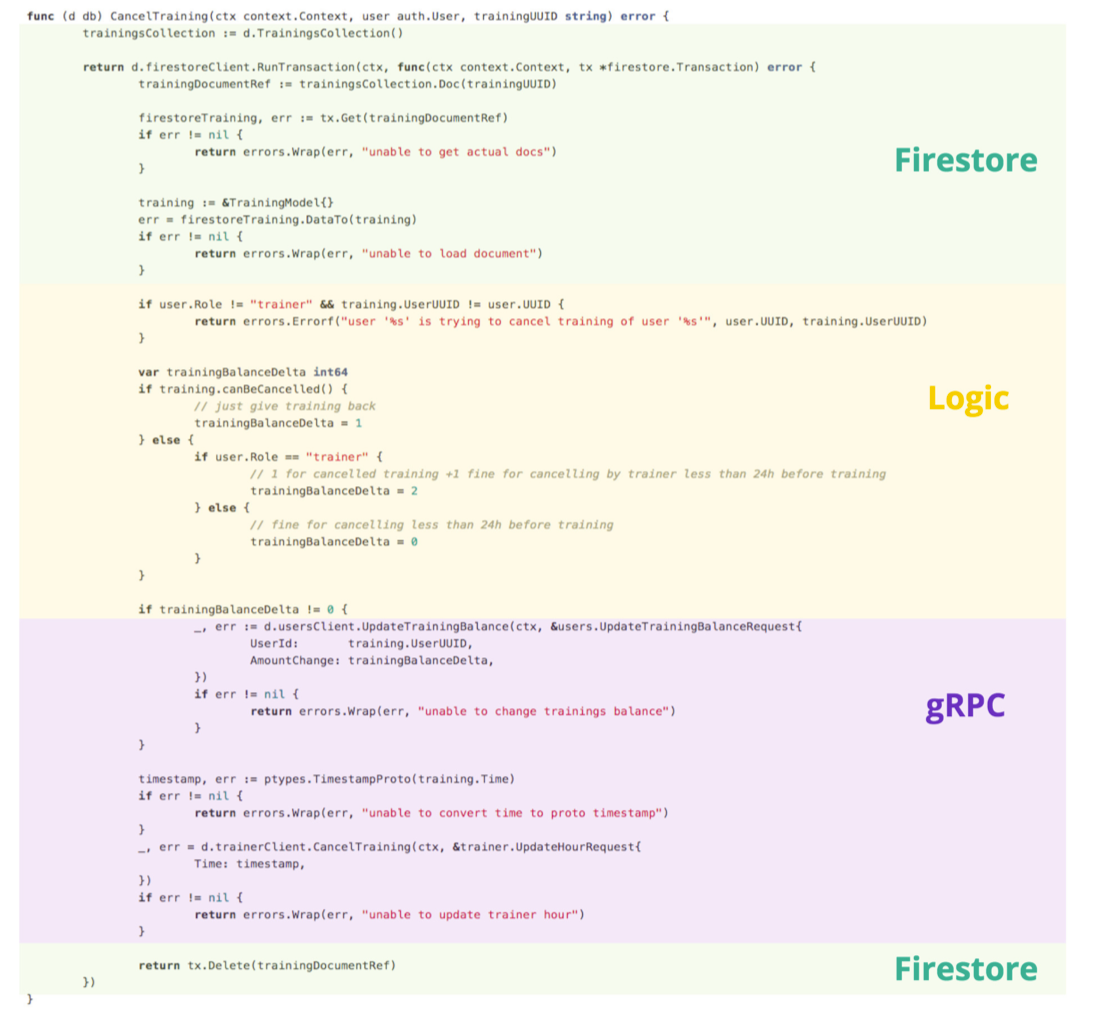 func (d db) CancelTraining(ctx context.Context, user auth.User, trainingUUID string) error {
        trainingsCollection := d.TrainingsCollection()

        return d.firestoreClient.RunTransaction(ctx, func(ctx context.Context, tx *firestore.Transaction) error {
                trainingDocumentRef := trainingsCollection.Doc(trainingUUID)

                firestoreTraining, err := tx.Get(trainingDocumentRef)
                if err != nil {
                        return errors.Wrap(err, "unable to get actual docs")
                }
Firestore

                training := &TrainingModel{}
                err = firestoreTraining.DataTo(training)
                if err != nil {
                        return errors.Wrap(err, "unable to load document")
                }

                if user.Role != "trainer" && training.UserUUID != user.UUID {
                        return errors.Errorf("user '%s' is trying to cancel training of user '%s'", user.UUID, training.UserUUID)
                }

                var trainingBalanceDelta int64
                if training.canBeCancelled() {
                        // just give training back
Logic
                        trainingBalanceDelta = 1
                } else {
                        if user.Role == "trainer" {
                                // 1 for cancelled training +1 fine for cancelling by trainer less than 24h before training
                                trainingBalanceDelta = 2
                        } else {
                                // fine for cancelling less than 24h before training
                                trainingBalanceDelta = 0
                        }
                }

                if trainingBalanceDelta != 0 {
                        _, err := d.usersClient.UpdateTrainingBalance(ctx, &users.UpdateTrainingBalanceRequest{
                                UserId:       training.UserUUID,
                                AmountChange: trainingBalanceDelta,
                        })
                        if err != nil {
                                return errors.Wrap(err, "unable to change trainings balance")
gRPC
                        }
                }

                timestamp, err := ptypes.TimestampProto(training.Time)
                if err != nil {
                        return errors.Wrap(err, "unable to convert time to proto timestamp")
                }
                _, err = d.trainerClient.CancelTraining(ctx, &trainer.UpdateHourRequest{
                        Time: timestamp,
                })
                if err != nil {
                        return errors.Wrap(err, "unable to update trainer hour")
                }

                return tx.Delete(trainingDocumentRef)
Firestore
        })
}